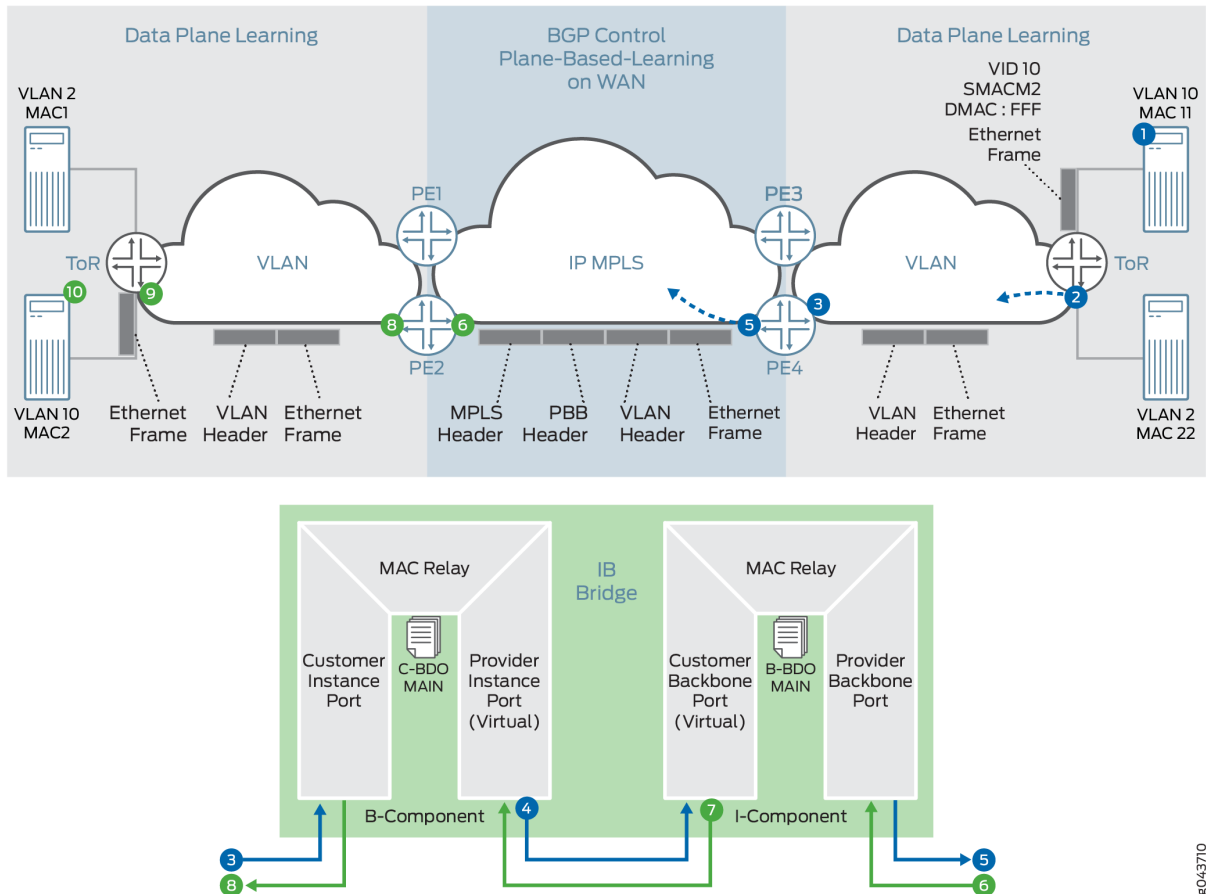 Data Plane Learning
BGP Control
Plane-Based-Learning
on WAN
Data Plane Learning
VLAN 2
MAC1
VID 10
SMACM2
DMAC : FFF
Ethernet
Frame
VLAN 10
MAC 11
1
PE1
PE3
ToR
VLAN
IP MPLS
VLAN
ToR
10
9
2
3
8
6
5
PE2
PE4
VLAN 10
MAC2
Ethernet
Frame
VLAN
Header
Ethernet
Frame
MPLS
Header
PBB
Header
VLAN
Header
Ethernet
Frame
VLAN
Header
Ethernet
Frame
VLAN 2
MAC 22
MAC Relay
IB
Bridge
MAC Relay
Customer
Instance
Port
C-BDO
MAIN
Provider
Instance
Port
(Virtual)
Customer
Backbone
Port
(Virtual)
B-BDO
MAIN
Provider
Backbone
Port
4
7
B-Component
I-Component
3
5
8
6
g043710